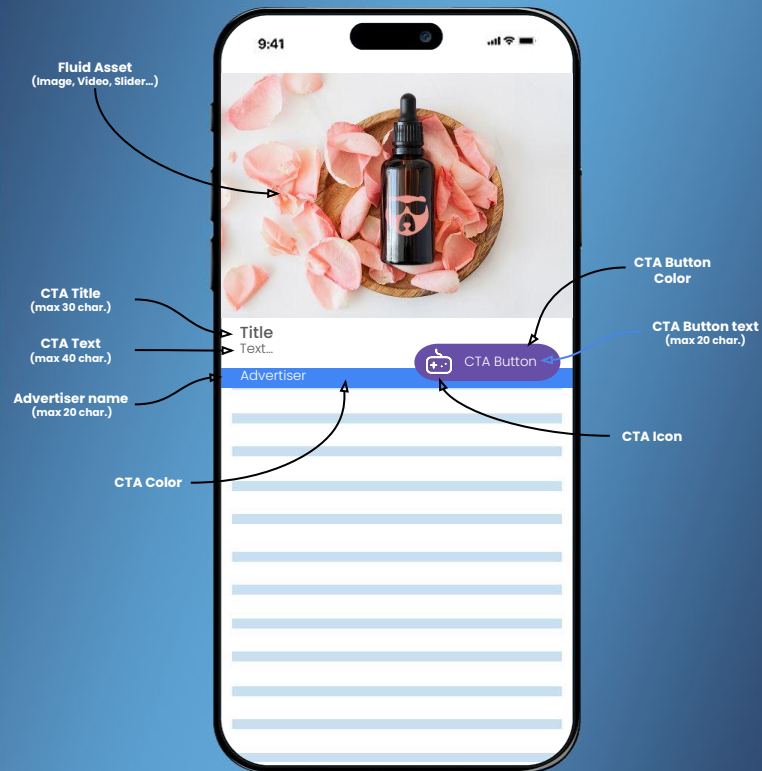 9:41
Fluid Asset
(Image, Video, Slider...)
CTA Button
Color
CTA Title
(max 30 char.)
Title
CTA Button text
(max 20 char.)
CTA Text
(max 40 char.)
Text...
CTA Button
Advertiser
Advertiser name
(max 20 char.)
CTA Icon
CTA Color